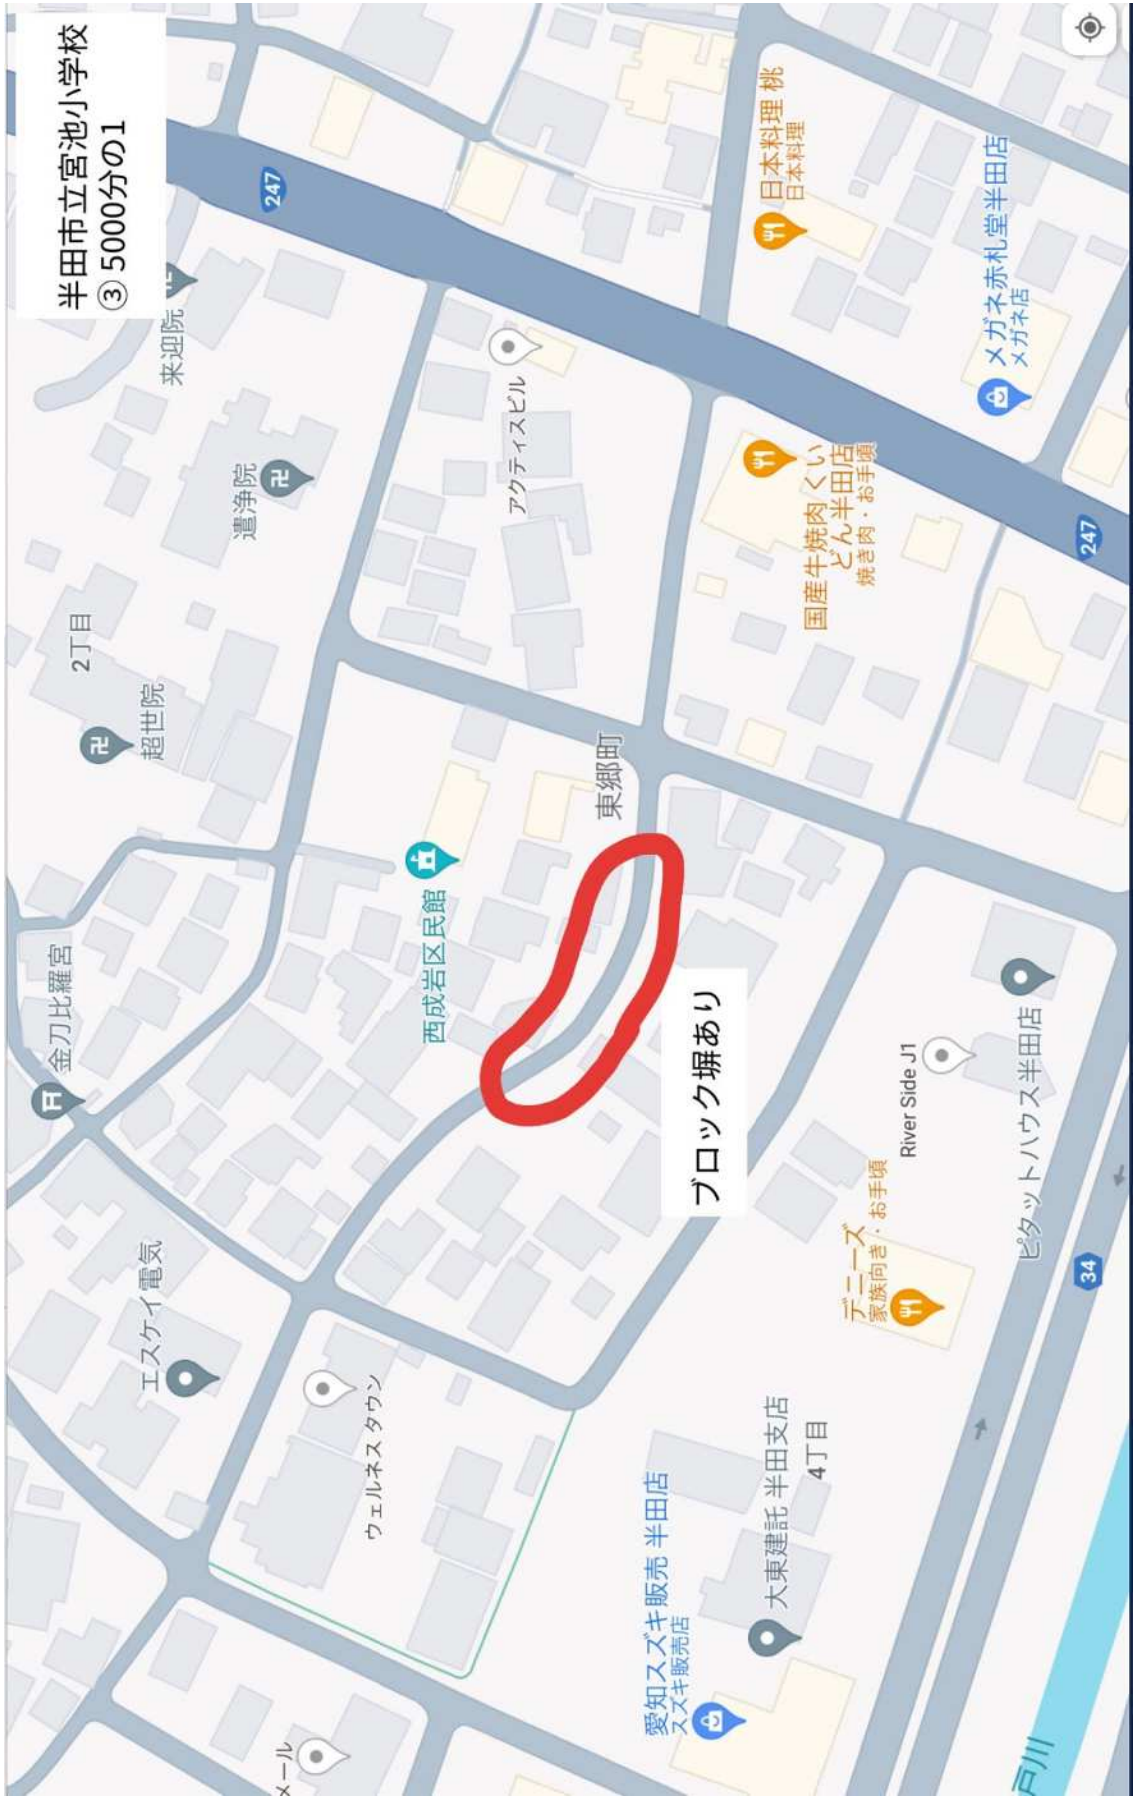 半田市立宮池小学校
③ 5000分の1
247
来迎院
遣浄院
2丁目
超世院
アクティスビル
日本料理 桃
日本料理
メガネ赤札堂半田店
メガネ店
国産牛焼肉 くい
どん 半田店
焼き肉・お手頃
247
東郷町
西成岩区民館
金刀比羅宮
ブロック塀あり
エスケイ電気
ウェルネスタウン
River Side J1
ピタットハウス半田店
デニーズ
家族向き・お手頃
34
大東建託 半田支店
4丁目
愛知スズキ販売 半田店
スズキ販売店
メール
戸川